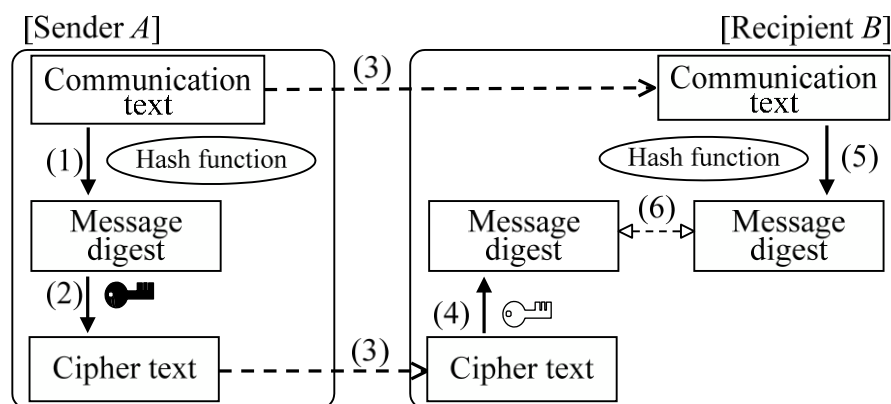 [Sender A]
[Recipient B]
Communication
text
(3)
Communication
text
(1)
Hash function
Hash function
(5)
Message
digest
Message
digest
(6)
Message
digest
(2)
(4)
Cipher text
(3)
Cipher text